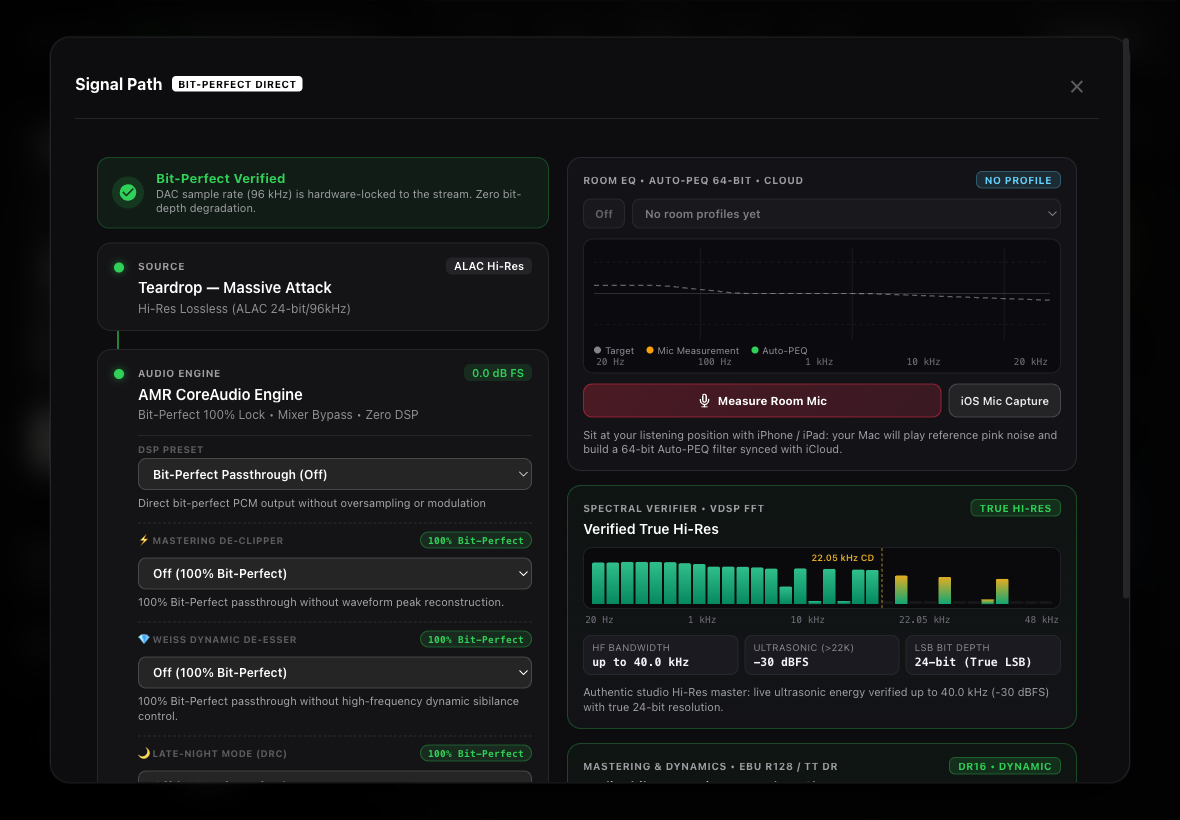 Signal Path BIT-PERFECT DIRECT
Bit-Perfect Verified
DAC sample rate (96 kHz) is hardware-locked to the stream. Zero bit-
depth degradation.
SOURCE
ALAC Hi-Res
Teardrop — Massive Attack
Hi-Res Lossless (ALAC 24-bit/96kHz)
AUDIO ENGINE
0.0 dB FS
AMR CoreAudio Engine
Bit-Perfect 100% Lock • Mixer Bypass • Zero DSP
DSP PRESET
Bit-Perfect Passthrough (Off)
Direct bit-perfect PCM output without oversampling or modulation
⚡ MASTERING DE-CLIPPER
100% Bit-Perfect
Off (100% Bit-Perfect)
100% Bit-Perfect passthrough without waveform peak reconstruction.
💎 WEISS DYNAMIC DE-ESSER
100% Bit-Perfect
Off (100% Bit-Perfect)
100% Bit-Perfect passthrough without high-frequency dynamic sibilance
control.
🌙 LATE-NIGHT MODE (DRC)
100% Bit-Perfect
ROOM EQ • AUTO-PEQ 64-BIT • CLOUD
NO PROFILE
Off
No room profiles yet
Target
Mic Measurement
Auto-PEQ
20 Hz
100 Hz
1 kHz
10 kHz
20 kHz
Measure Room Mic
iOS Mic Capture
Sit at your listening position with iPhone / iPad: your Mac will play reference pink noise and
build a 64-bit Auto-PEQ filter synced with iCloud.
SPECTRAL VERIFIER • VDSP FFT
TRUE HI-RES
Verified True Hi-Res
22.05 kHz CD
20 Hz
1 kHz
10 kHz
22.05 kHz
48 kHz
HF BANDWIDTH
up to 40.0 kHz
ULTRASONIC (>22K)
-30 dBFS
LSB BIT DEPTH
24-bit (True LSB)
Authentic studio Hi-Res master: live ultrasonic energy verified up to 40.0 kHz (-30 dBFS)
with true 24-bit resolution.
MASTERING & DYNAMICS • EBU R128 / TT DR
DR16 • DYNAMIC